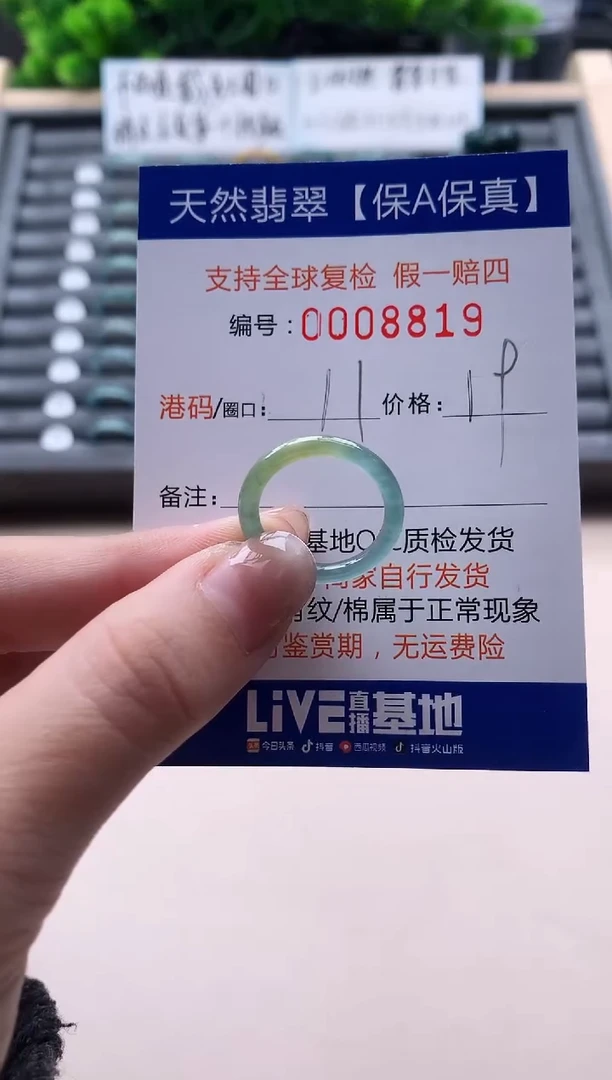 天然翡翠【保A保真】
支持全球复检 假一赔四
编号：0008819
港码/圈口： 11 价格： 1P
备注：
基地Q 质检发货
商家自行发货
纹/棉属于正常现象
鉴赏期，无运费险
LiVE直播基地
今日头条 抖音 西瓜视频 抖音火山版